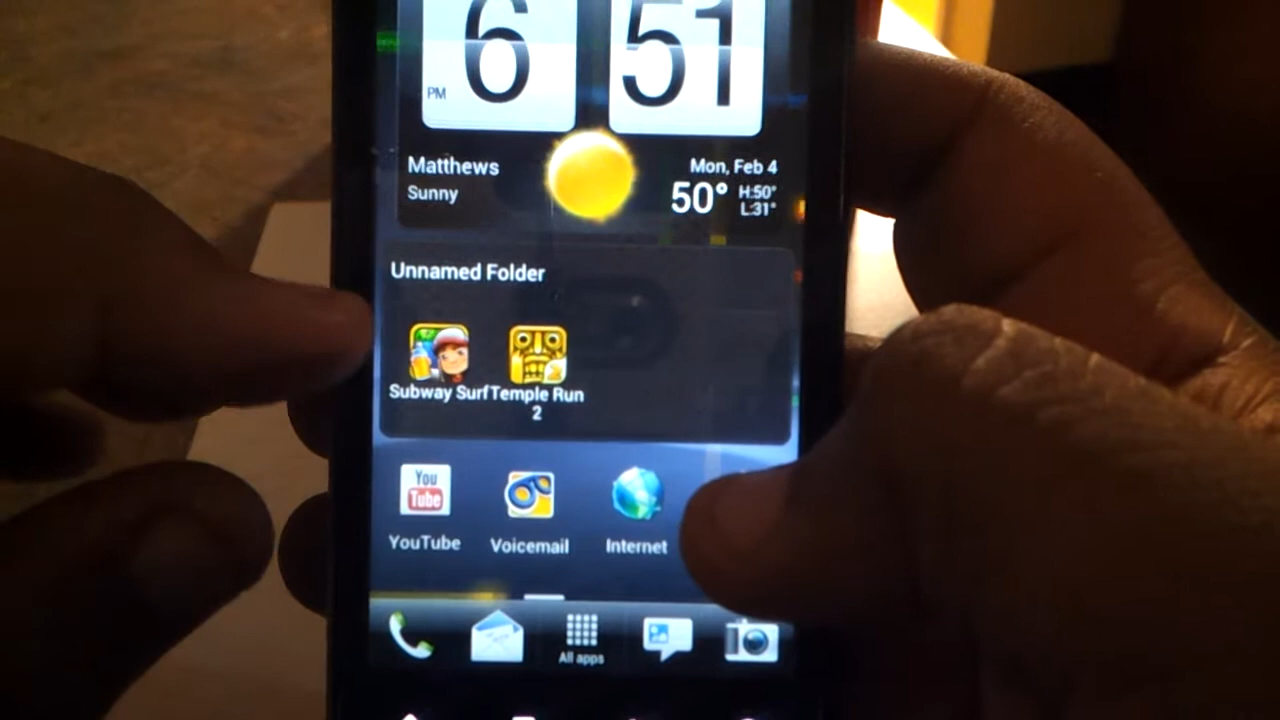 6 51
PM
Matthews
Sunny
Mon, Feb 4
50° H:50°
L:31°
Unnamed Folder
Subway Surf Temple Run
2
You
Tube
YouTube Voicemail Internet
All apps